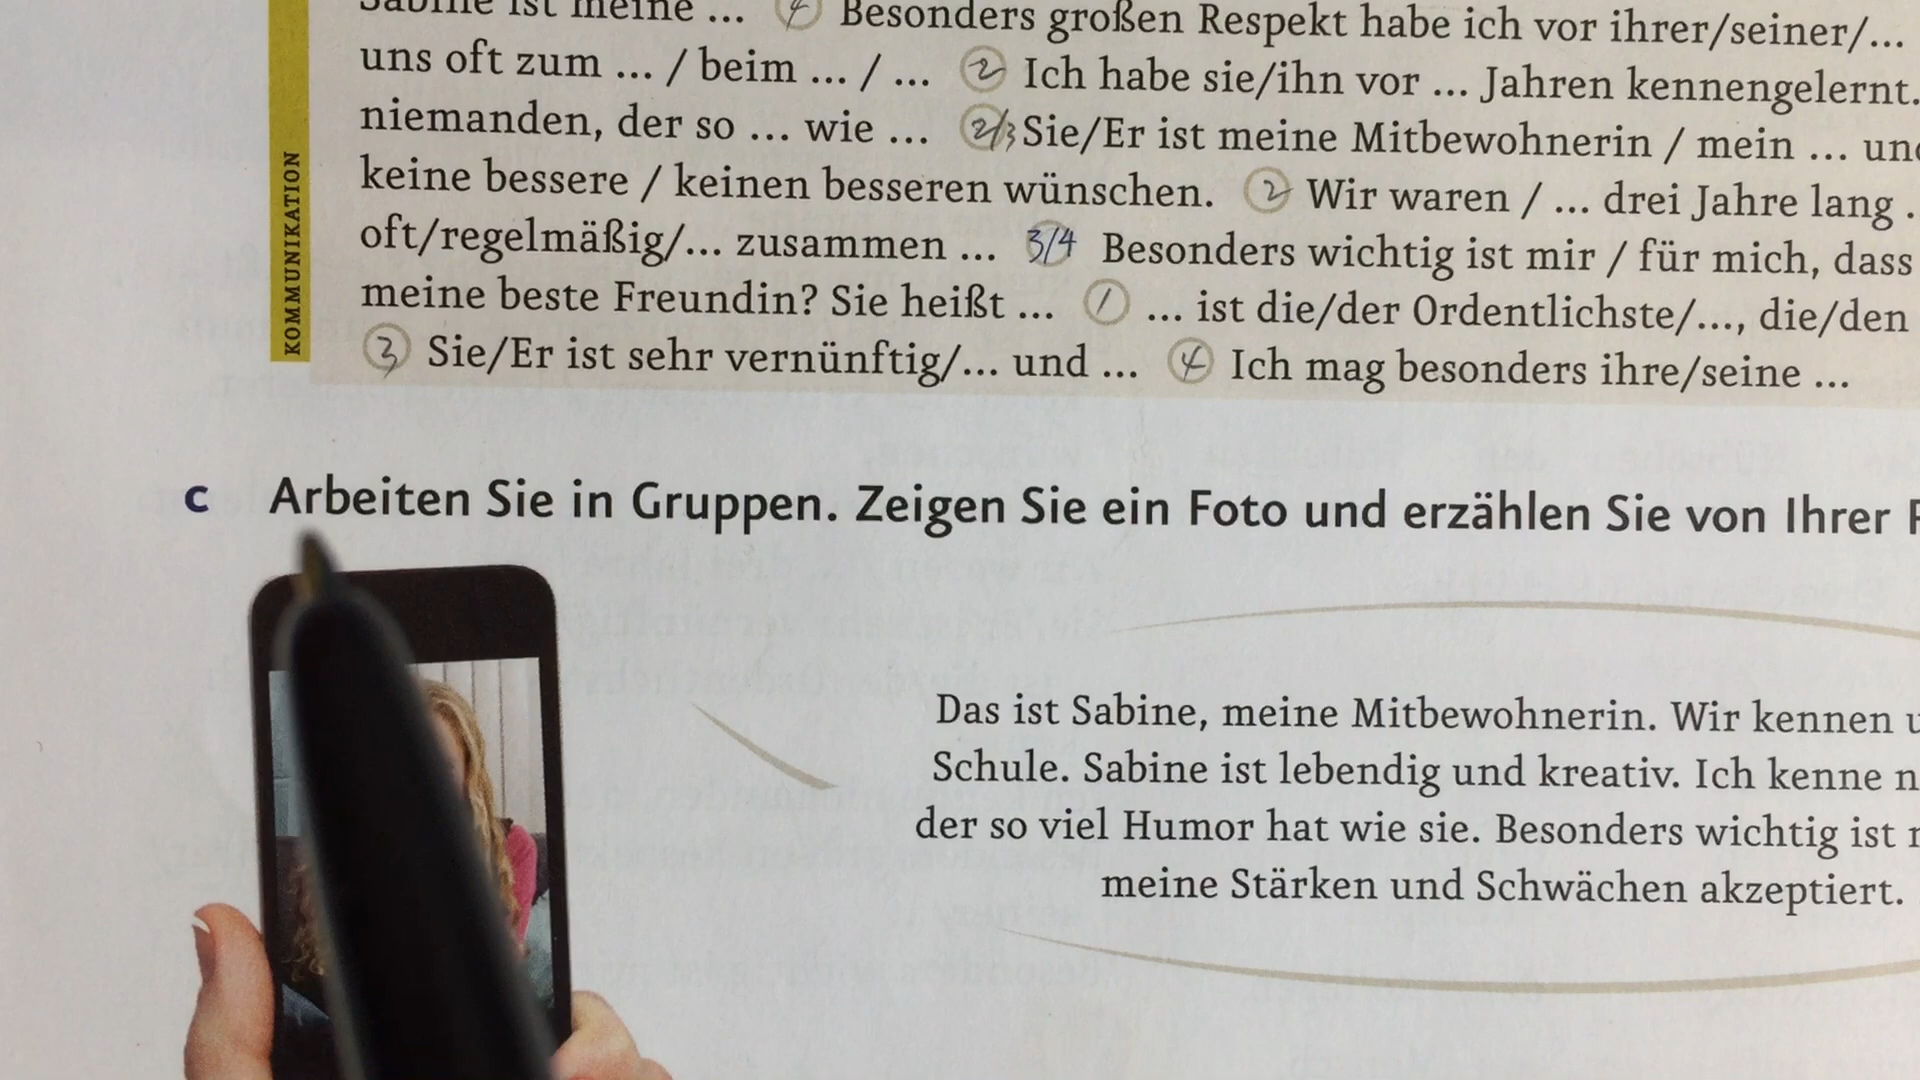 Sabine ist meine ... 4 Besonders großen Respekt habe ich vor ihrer/seiner/...
uns oft zum ... / beim ... / ... 2 Ich habe sie/ihn vor ... Jahren kennengelernt.
niemanden, der so ... wie ... 2/3 Sie/Er ist meine Mitbewohnerin / mein ... und
keine bessere / keinen besseren wünschen. 2 Wir waren / ... drei Jahre lang .
oft/regelmäßig/... zusammen ... 3/4 Besonders wichtig ist mir / für mich, dass
meine beste Freundin? Sie heißt ... 1 ... ist die/der Ordentlichste/..., die/den
3 Sie/Er ist sehr vernünftig/... und ... 4 Ich mag besonders ihre/seine ...
KOMMUNIKATION
c Arbeiten Sie in Gruppen. Zeigen Sie ein Foto und erzählen Sie von Ihrer
Das ist Sabine, meine Mitbewohnerin. Wir kennen
Schule. Sabine ist lebendig und kreativ. Ich kenne
der so viel Humor hat wie sie. Besonders wichtig ist
meine Stärken und Schwächen akzeptiert.